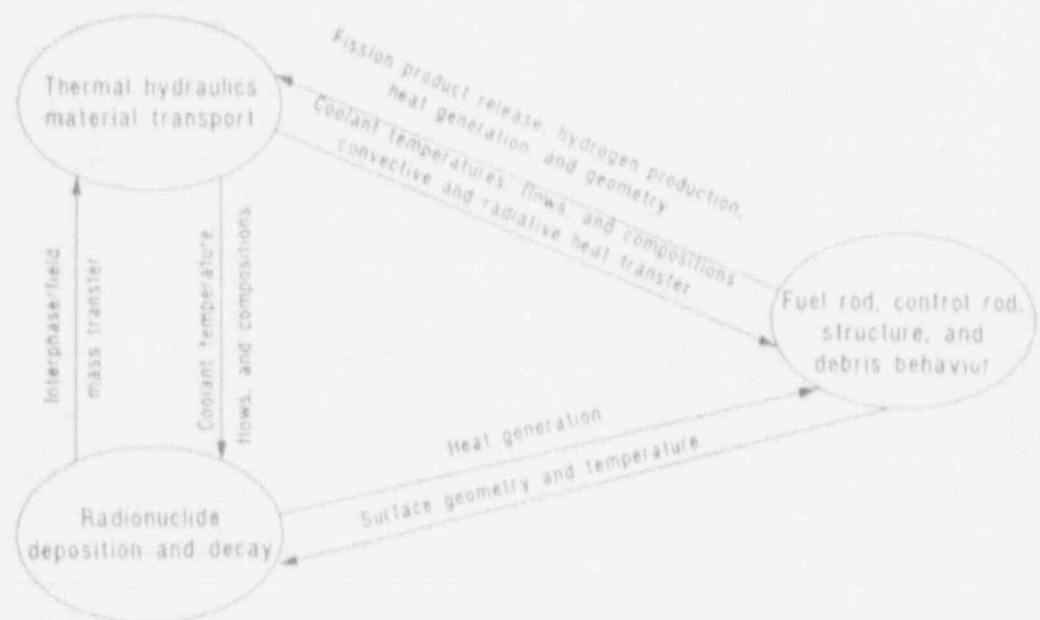 Thermal hydraulics
material transport
Fission product release, hydrogen production,
heat generation, and geometry
Coolant temperatures, flows, and compositions
convective and radiative heat transfer
Interphase/field
mass transfer
Coolant temperature,
flows, and compositions
Fuel rod, control rod,
structure, and
debris behavior
Heat generation
Surface geometry and temperature
Radionuclide
deposition and decay